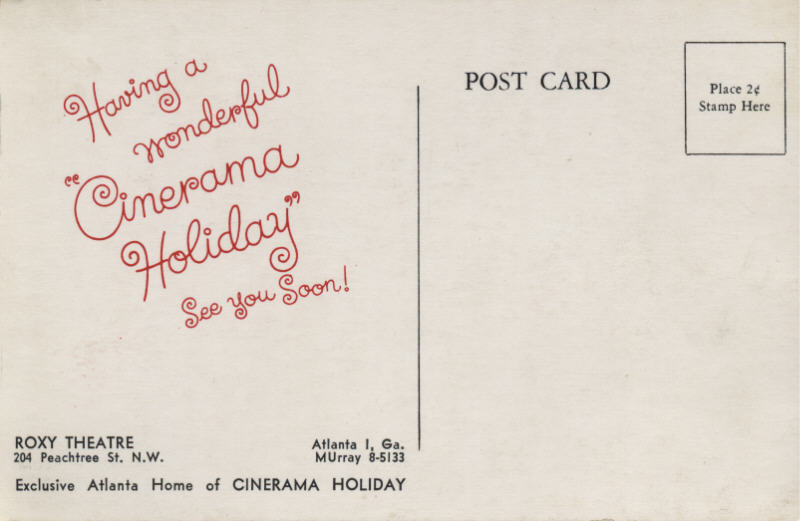 Having a
wonderful
"Cinerama
Holiday"
See you Soon!
ROXY THEATRE
204 Peachtree St. N.W.
Atlanta 1, Ga.
MUrray 8-5133
Exclusive Atlanta Home of CINERAMA HOLIDAY
POST CARD
Place 2¢
Stamp Here